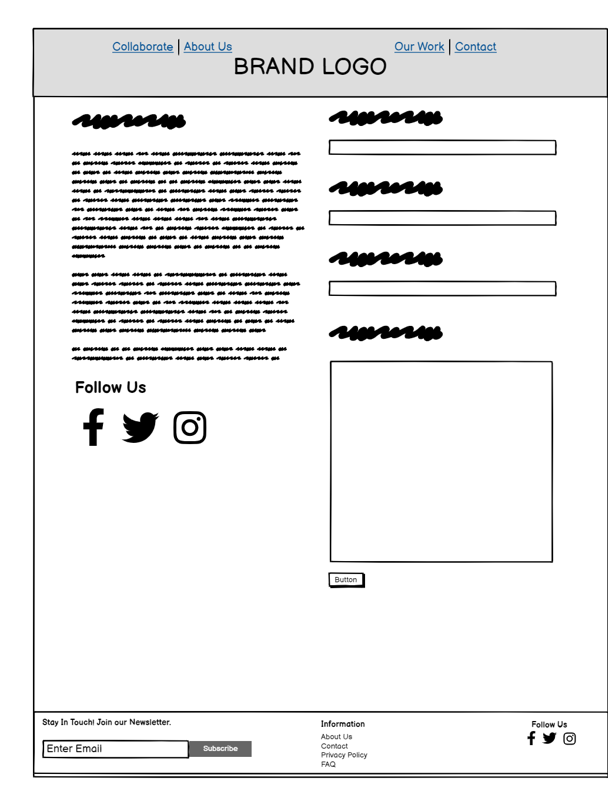 Collaborate | About Us
Our Work | Contact
BRAND LOGO
Follow Us
Button
Stay In Touch! Join our Newsletter.
Enter Email
Subscribe
Information
About Us
Contact
Privacy Policy
FAQ
Follow Us